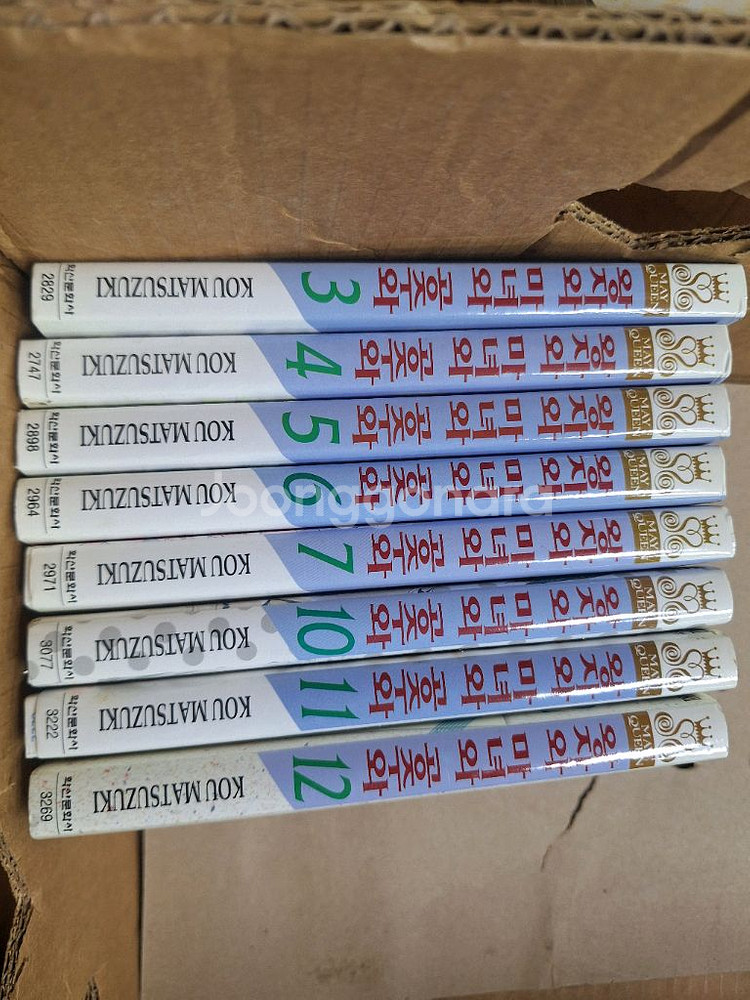 MAY
QUEEN
왕자와 마녀와 공주와 3
KOU MATSUZUKI
학산문화사
2829
MAY
QUEEN
왕자와 마녀와 공주와 4
KOU MATSUZUKI
학산문화사
2747
MAY
QUEEN
왕자와 마녀와 공주와 5
KOU MATSUZUKI
학산문화사
2898
MAY
QUEEN
왕자와 마녀와 공주와 6
KOU MATSUZUKI
학산문화사
2964
MAY
QUEEN
왕자와 마녀와 공주와 7
KOU MATSUZUKI
학산문화사
2971
MAY
QUEEN
왕자와 마녀와 공주와 10
KOU MATSUZUKI
학산문화사
3077
MAY
QUEEN
왕자와 마녀와 공주와 11
KOU MATSUZUKI
학산문화사
3222
MAY
QUEEN
왕자와 마녀와 공주와 12
KOU MATSUZUKI
학산문화사
3269
Joonggonara